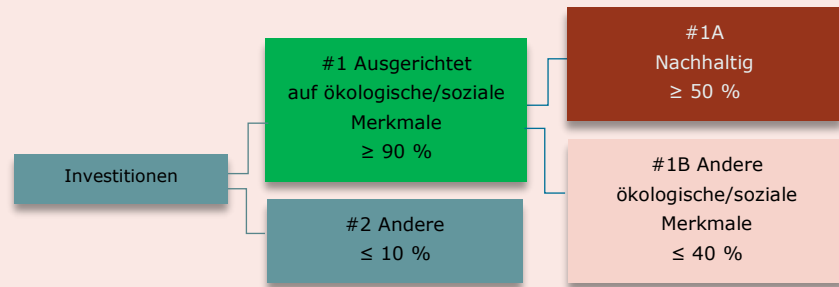 Investitionen
#1 Ausgerichtet
auf ökologische/soziale
Merkmale
≥ 90 %
#2 Andere
≤ 10 %
#1A
Nachhaltig
≥ 50 %
#1B Andere
ökologische/soziale
Merkmale
≤ 40 %